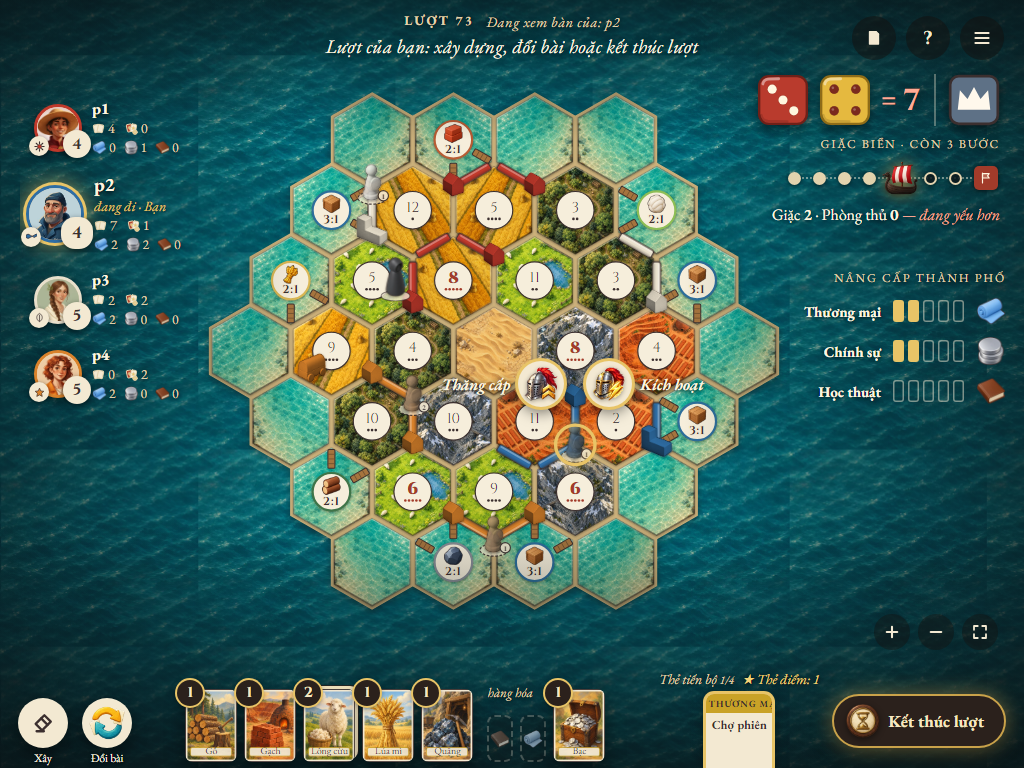 LƯỢT 73 Đang xem bàn của: p2
Lượt của bạn: xây dựng, đổi bài hoặc kết thúc lượt
?
= 7
GIẶC BIỂN · CÒN 3 BƯỚC
Giặc 2 · Phòng thủ 0 — đang yếu hơn
NÂNG CẤP THÀNH PHỐ
Thương mại
Chính sự
Học thuật
p1
4 0
4
0 1 0
p2
đang đi · Bạn
7 1
4
2 2 0
p3
2 2
5
2 0 0
p4
0 2
5
2 0 0
2:1
3:1 12 5 3 2:1
1
2:1 5 8 11 3 3:1
9 4 8 4
Thăng cấp Kích hoạt
10 10 11 2 3:1
2:1 6 9 6
2:1 3:1
Thẻ tiến bộ 1/4 ★ Thẻ điểm: 1
1 1 2 1 1 hàng hóa 1
Gỗ Gạch Lông cừu Lúa mì Quặng Bạc
THƯƠNG MẠ
Chợ phiên
Kết thúc lượt
Xây Đổi bài